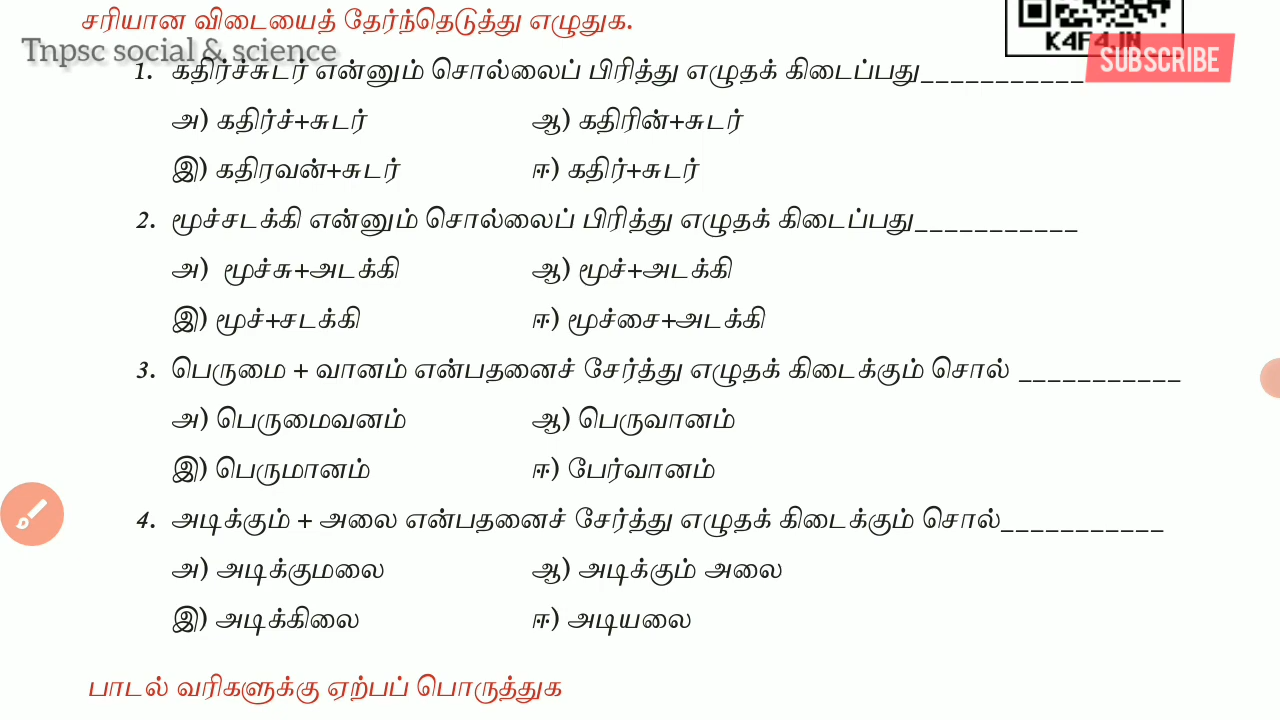 சரியான விடையைத் தேர்ந்தெடுத்து எழுதுக.
Tnpsc social & science
K4F4JN
SUBSCRIBE
1. கதிர்ச்சுடர் என்னும் சொல்லைப் பிரித்து எழுதக் கிடைப்பது___________
அ) கதிர்ச்+சுடர் ஆ) கதிரின்+சுடர்
இ) கதிரவன்+சுடர் ஈ) கதிர்+சுடர்
2. மூச்சடக்கி என்னும் சொல்லைப் பிரித்து எழுதக் கிடைப்பது___________
அ) மூச்சு+அடக்கி ஆ) மூச்+அடக்கி
இ) மூச்+சடக்கி ஈ) மூச்சை+அடக்கி
3. பெருமை + வானம் என்பதனைச் சேர்த்து எழுதக் கிடைக்கும் சொல் ___________
அ) பெருமைவனம் ஆ) பெருவானம்
இ) பெருமானம் ஈ) பேர்வானம்
4. அடிக்கும் + அலை என்பதனைச் சேர்த்து எழுதக் கிடைக்கும் சொல்___________
அ) அடிக்குமலை ஆ) அடிக்கும் அலை
இ) அடிக்கிலை ஈ) அடியலை
பாடல் வரிகளுக்கு ஏற்பப் பொருத்துக